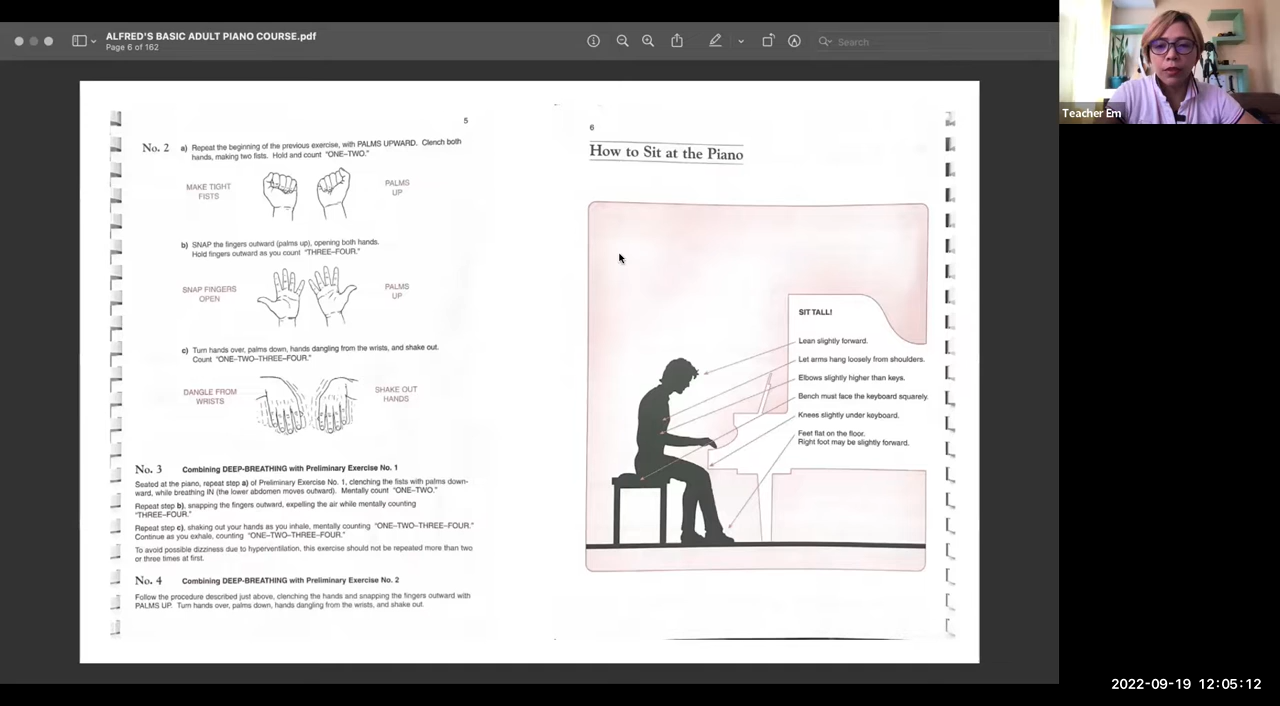 ALFRED'S BASIC ADULT PIANO COURSE.pdf
Page 6 of 162
Search
Teacher Em
5
No. 2 a) Repeat the beginning of the previous exercise, with PALMS UPWARD. Clench both
hands, making two fists. Hold and count "ONE–TWO."
MAKE TIGHT
FISTS
PALMS
UP
b) SNAP the fingers outward (palms up), opening both hands.
Hold fingers outward as you count "THREE–FOUR."
SNAP FINGERS
OPEN
PALMS
UP
c) Turn hands over, palms down, hands dangling from the wrists, and shake out.
Count "ONE–TWO–THREE–FOUR."
DANGLE FROM
WRISTS
SHAKE OUT
HANDS
No. 3 Combining DEEP-BREATHING with Preliminary Exercise No. 1
Seated at the piano, repeat step a) of Preliminary Exercise No. 1, clenching the fists with palms down-
ward, while breathing IN (the lower abdomen moves outward). Mentally count "ONE–TWO."
Repeat step b), snapping the fingers outward, expelling the air while mentally counting
"THREE–FOUR."
Repeat step c), shaking out your hands as you inhale, mentally counting "ONE–TWO–THREE–FOUR."
Continue as you exhale, counting "ONE–TWO–THREE–FOUR."
To avoid possible dizziness due to hyperventilation, this exercise should not be repeated more than two
or three times at first.
No. 4 Combining DEEP-BREATHING with Preliminary Exercise No. 2
Follow the procedure described just above, clenching the hands and snapping the fingers outward with
PALMS UP. Turn hands over, palms down, hands dangling from the wrists, and shake out.
6
How to Sit at the Piano
SIT TALL!
Lean slightly forward.
Let arms hang loosely from shoulders.
Elbows slightly higher than keys.
Bench must face the keyboard squarely.
Knees slightly under keyboard.
Feet flat on the floor.
Right foot may be slightly forward.
2022-09-19 12:05:12